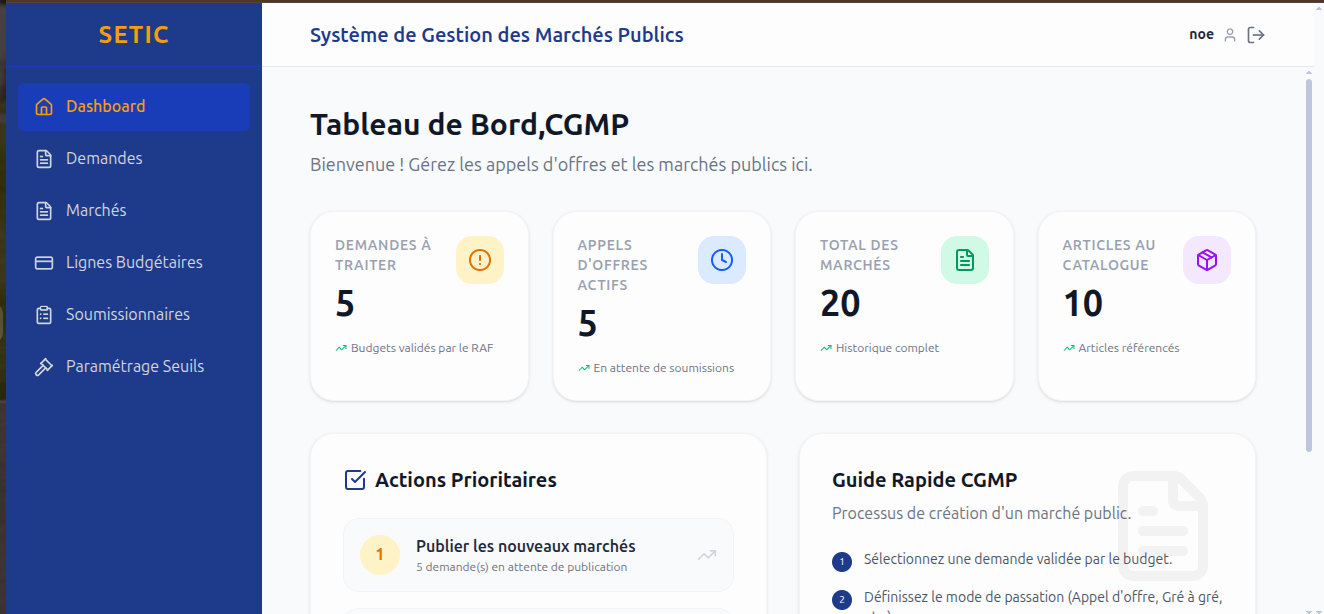 SETIC
Système de Gestion des Marchés Publics
noe
Dashboard
Demandes
Marchés
Lignes Budgétaires
Soumissionnaires
Paramétrage Seuils
Tableau de Bord,CGMP
Bienvenue ! Gérez les appels d'offres et les marchés publics ici.
DEMANDES À
TRAITER
5
Budgets validés par le RAF
APPELS
D'OFFRES
ACTIFS
5
En attente de soumissions
TOTAL DES
MARCHÉS
20
Historique complet
ARTICLES AU
CATALOGUE
10
Articles référencés
Actions Prioritaires
1
Publier les nouveaux marchés
5 demande(s) en attente de publication
Guide Rapide CGMP
Processus de création d'un marché public.
1 Sélectionnez une demande validée par le budget.
2 Définissez le mode de passation (Appel d'offre, Gré à gré,